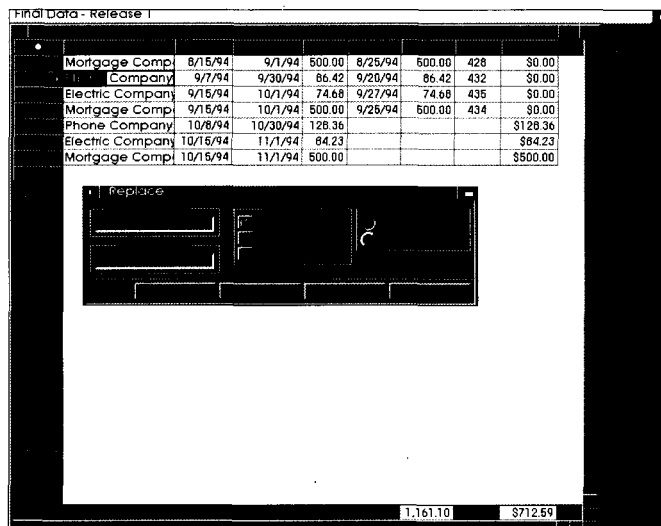 Final Data - Release 1
Mortgage Comp 8/15/94 9/1/94 500.00 8/25/94 500.00 428 $0.00
Company 9/7/94 9/30/94 86.42 9/20/94 86.42 432 $0.00
Electric Company 9/15/94 10/1/94 74.68 9/27/94 74.68 435 $0.00
Mortgage Comp 9/15/94 10/1/94 500.00 9/25/94 500.00 434 $0.00
Phone Company 10/8/94 10/30/94 128.36 $128.36
Electric Company 10/15/94 11/1/94 84.23 $84.23
Mortgage Comp 10/15/94 11/1/94 500.00 $500.00
Replace
1,161.10 $712.59